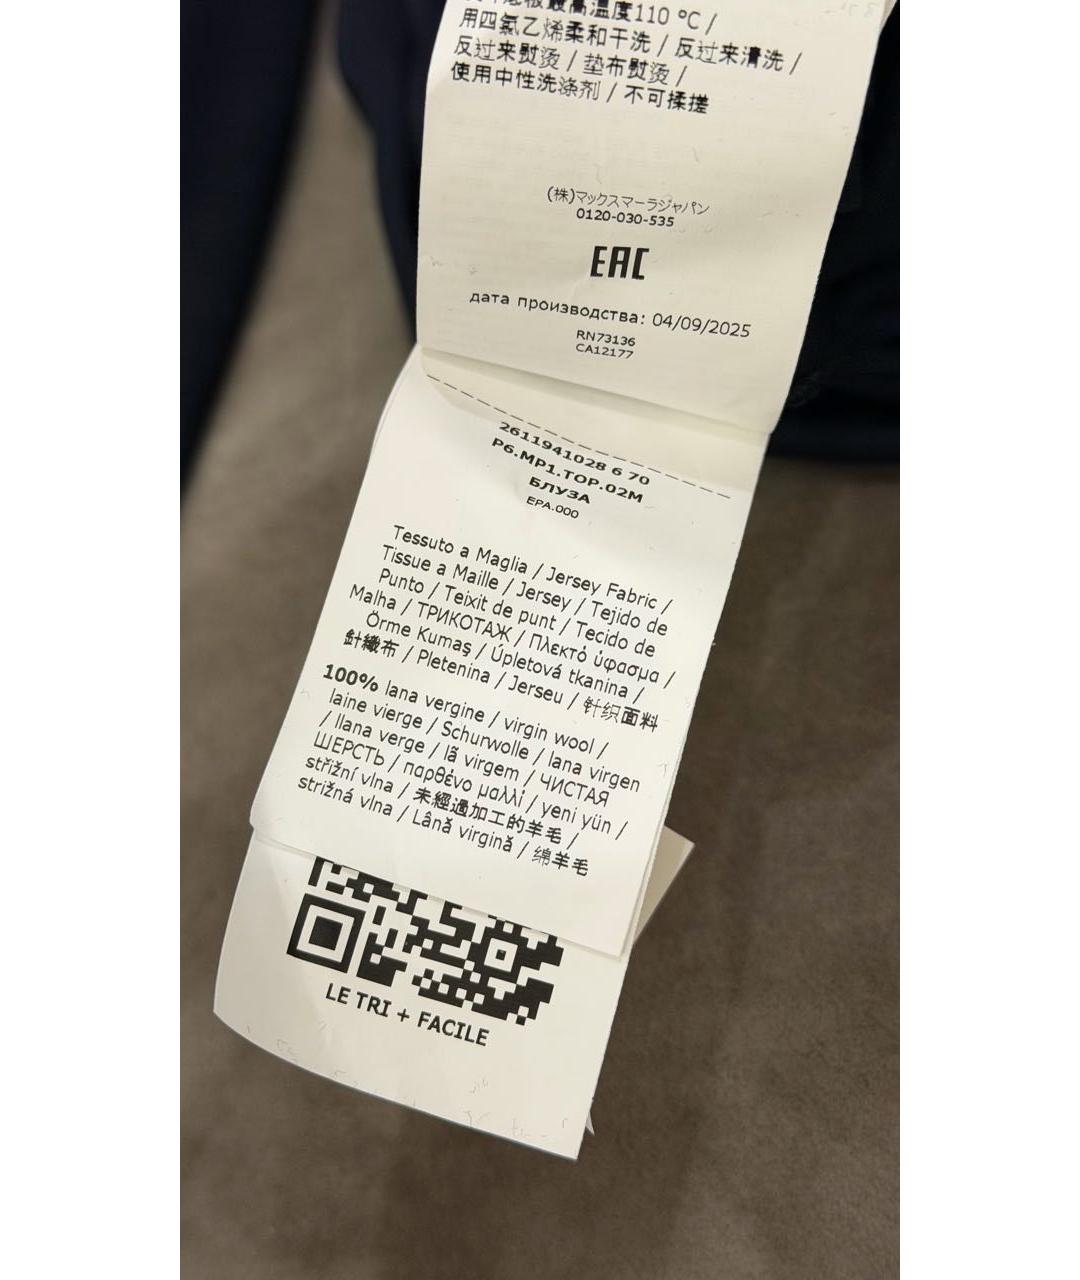 最高温度110 °C /
用四氯乙烯柔和干洗 / 反过来清洗 /
反过来熨烫 / 垫布熨烫 /
使用中性洗涤剂 / 不可揉搓
(株)マックスマーラジャパン
0120-030-535
EAC
дата производства: 04/09/2025
RN73136
CA12177
2611941028 6 70
P6.MP1.TOP.02M
БЛУЗА
EPA.000
Tessuto a Maglia / Jersey Fabric /
Tissue a Maille / Jersey / Tejido de
Punto / Teixit de punt / Tecido de
Malha / ТРИКОТАЖ / Πλεκτό ύφασμα /
Örme Kumaş / Úpletová tkanina /
針織布 / Pletenina / Jerseu / 针织面料
100% lana vergine / virgin wool /
laine vierge / Schurwolle / lana virgen
/ llana verge / lã virgem / ЧИСТАЯ
ШЕРСТЬ / παρθένο μαλλί / yeni yün /
střižní vlna / 未經過加工的羊毛 /
strižná vlna / Lână virgină / 绵羊毛
LE TRI + FACILE